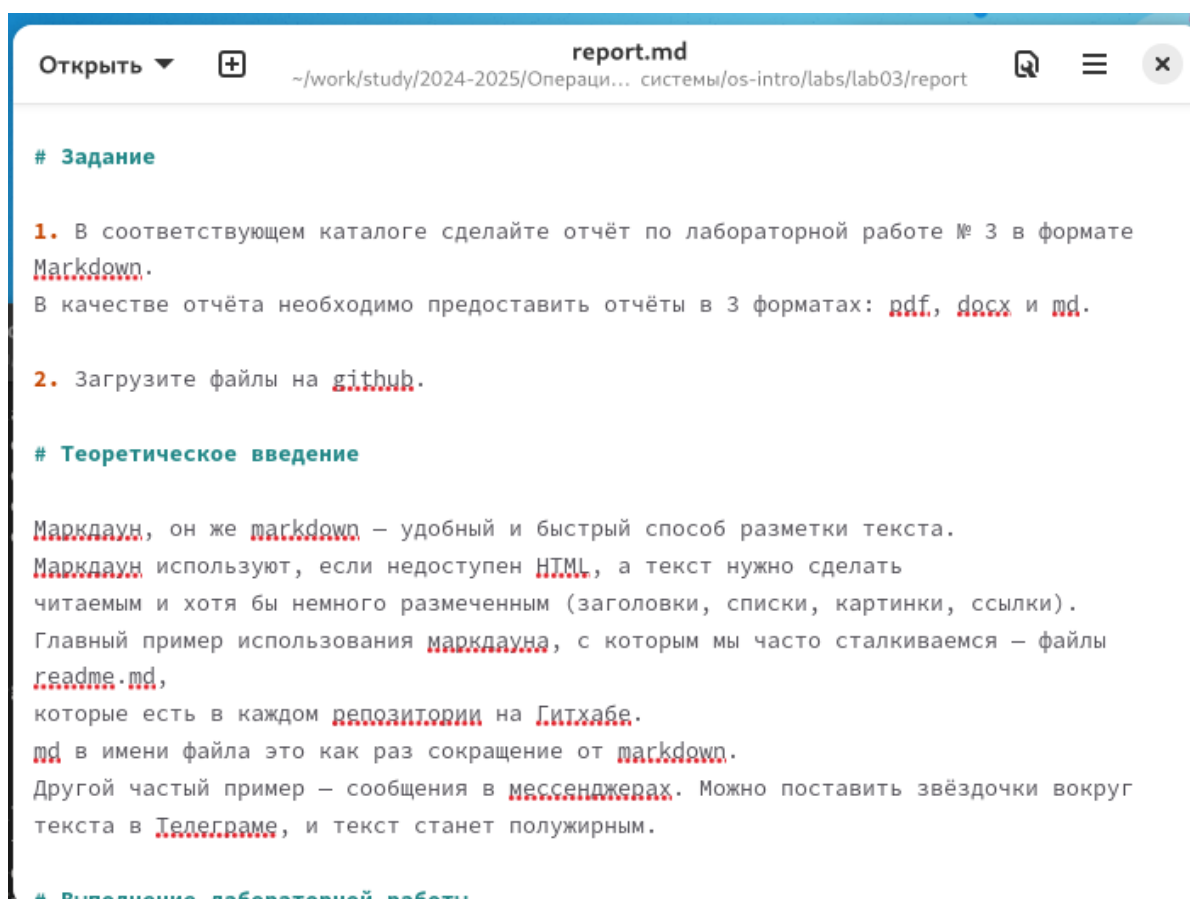 Открыть
report.md
~/work/study/2024-2025/Операци… системы/os-intro/labs/lab03/report
# Задание
1. В соответствующем каталоге сделайте отчёт по лабораторной работе № 3 в формате
Markdown.
В качестве отчёта необходимо предоставить отчёты в 3 форматах: pdf, docx и md.
2. Загрузите файлы на github.
# Теоретическое введение
Маркдаун, он же markdown — удобный и быстрый способ разметки текста.
Маркдаун используют, если недоступен HTML, а текст нужно сделать
читаемым и хотя бы немного размеченным (заголовки, списки, картинки, ссылки).
Главный пример использования маркдауна, с которым мы часто сталкиваемся — файлы
readme.md,
которые есть в каждом репозитории на Гитхабе.
md в имени файла это как раз сокращение от markdown.
Другой частый пример — сообщения в мессенджерах. Можно поставить звёздочки вокруг
текста в Телеграме, и текст станет полужирным.
# Выполнение лабораторной работы